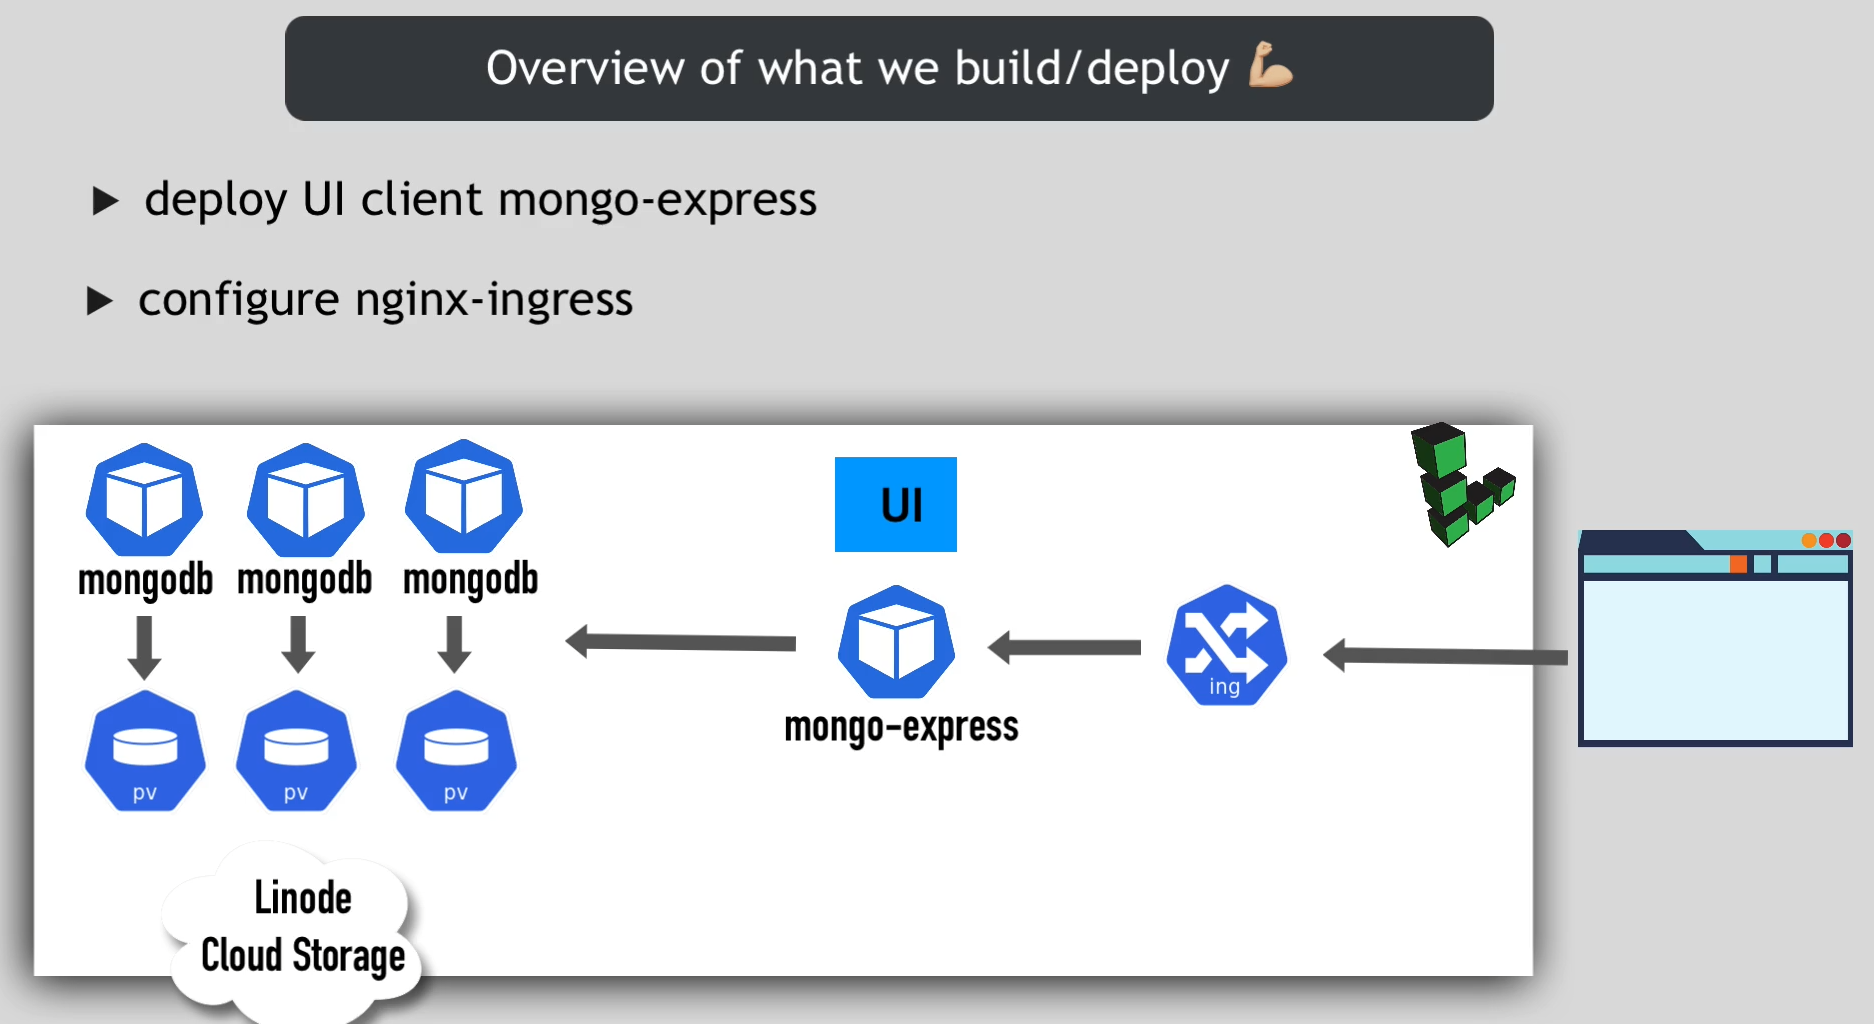 Overview of what we build/deploy 💪🏼
deploy UI client mongo-express
configure nginx-ingress
UI
mongodb mongodb mongodb
mongo-express
ing
pv pv pv
Linode
Cloud Storage